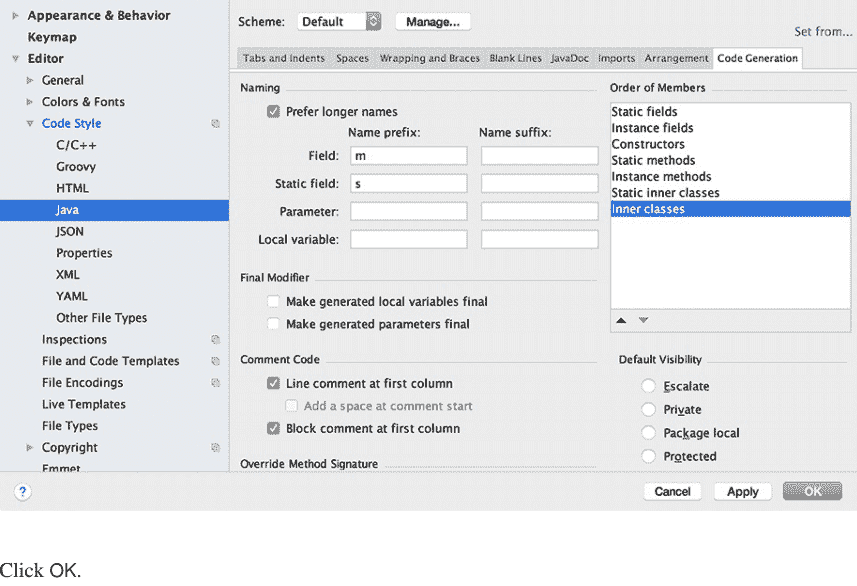 Appearance & Behavior
Keymap
Editor
General
Colors & Fonts
Code Style
C/C++
Groovy
HTML
Java
JSON
Properties
XML
YAML
Other File Types
Inspections
File and Code Templates
File Encodings
Live Templates
File Types
Copyright
Emmet
Scheme: Default Manage...
Set from...
Tabs and Indents Spaces Wrapping and Braces Blank Lines JavaDoc Imports Arrangement Code Generation
Naming
Prefer longer names
Name prefix: Name suffix:
Field: m
Static field: s
Parameter:
Local variable:
Final Modifier
Make generated local variables final
Make generated parameters final
Comment Code
Line comment at first column
Add a space at comment start
Block comment at first column
Override Method Signature
Order of Members
Static fields
Instance fields
Constructors
Static methods
Instance methods
Static inner classes
Inner classes
Default Visibility
Escalate
Private
Package local
Protected
? Cancel Apply OK
Click OK.